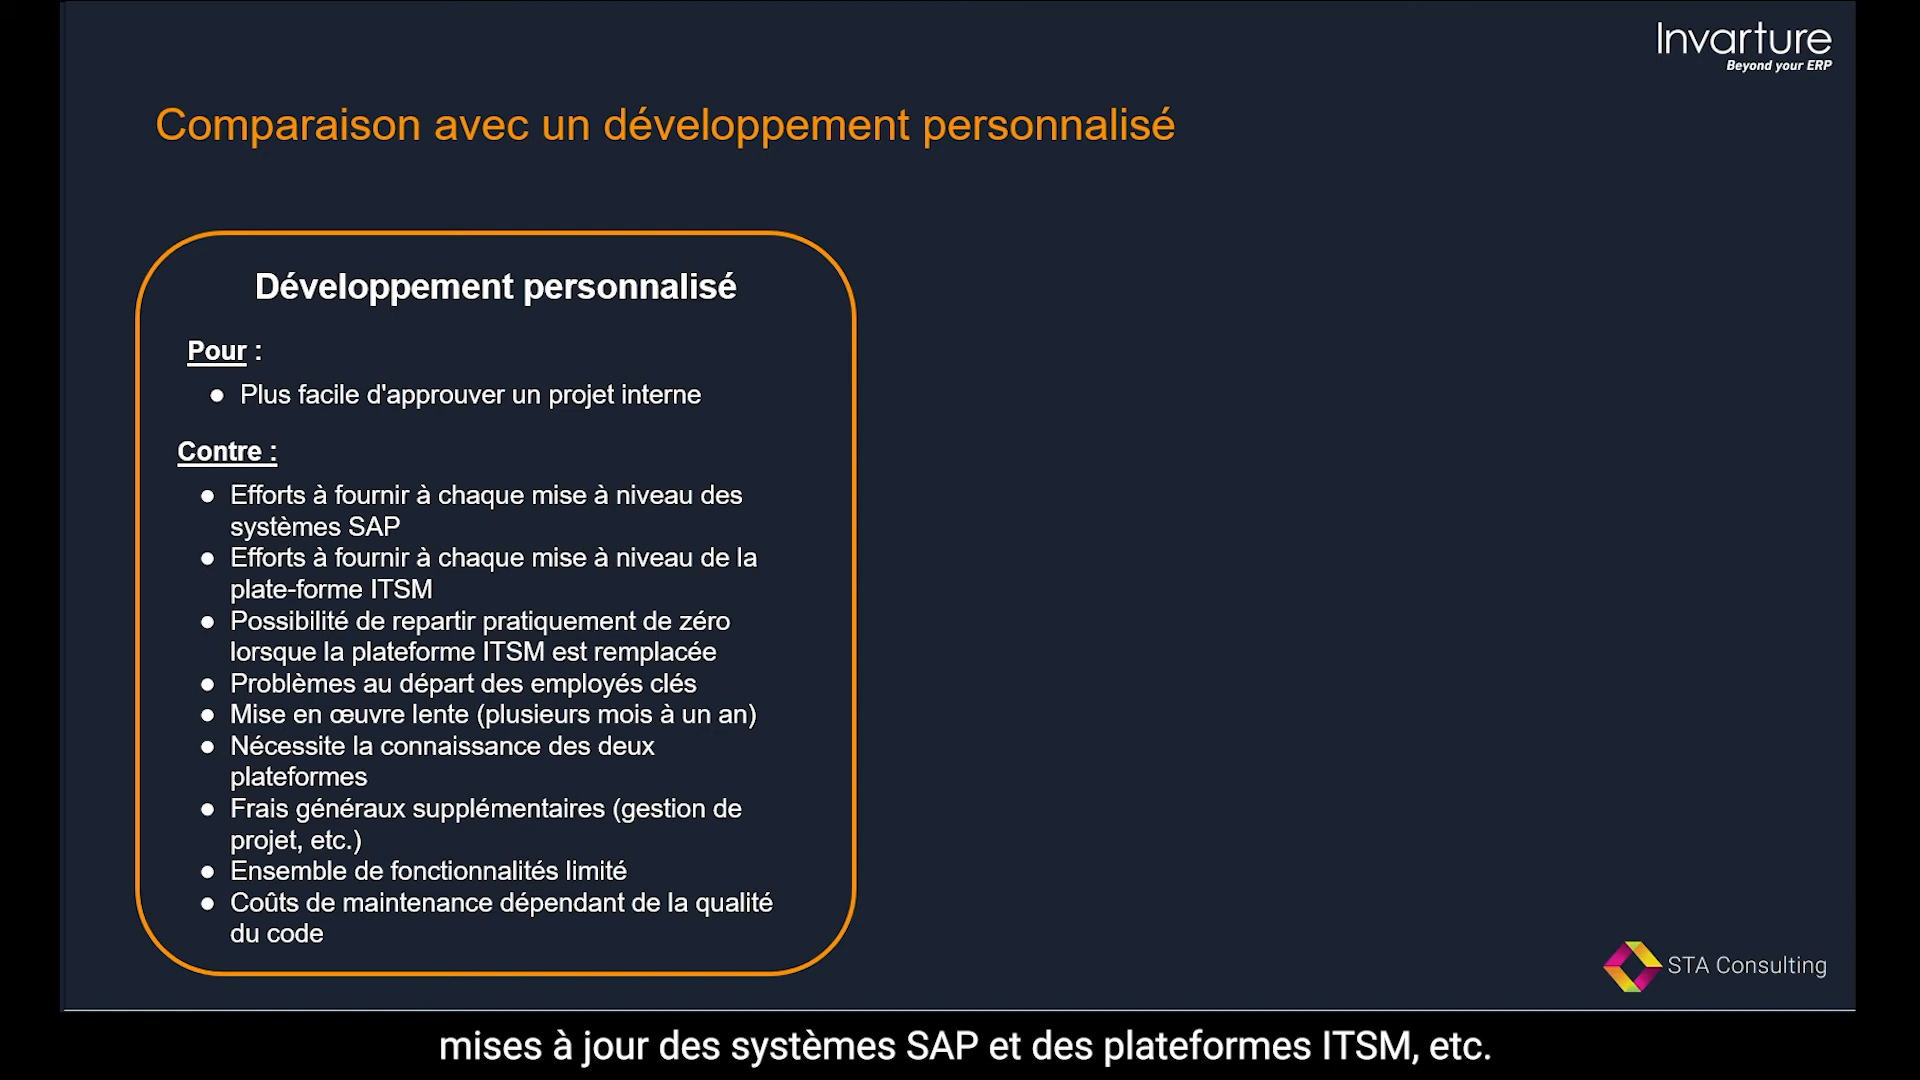 Invarture
Beyond your ERP
Comparaison avec un développement personnalisé
Développement personnalisé
Pour :
● Plus facile d'approuver un projet interne
Contre :
● Efforts à fournir à chaque mise à niveau des
systèmes SAP
● Efforts à fournir à chaque mise à niveau de la
plate-forme ITSM
● Possibilité de repartir pratiquement de zéro
lorsque la plateforme ITSM est remplacée
● Problèmes au départ des employés clés
● Mise en œuvre lente (plusieurs mois à un an)
● Nécessite la connaissance des deux
plateformes
● Frais généraux supplémentaires (gestion de
projet, etc.)
● Ensemble de fonctionnalités limité
● Coûts de maintenance dépendant de la qualité
du code
STA Consulting
mises à jour des systèmes SAP et des plateformes ITSM, etc.